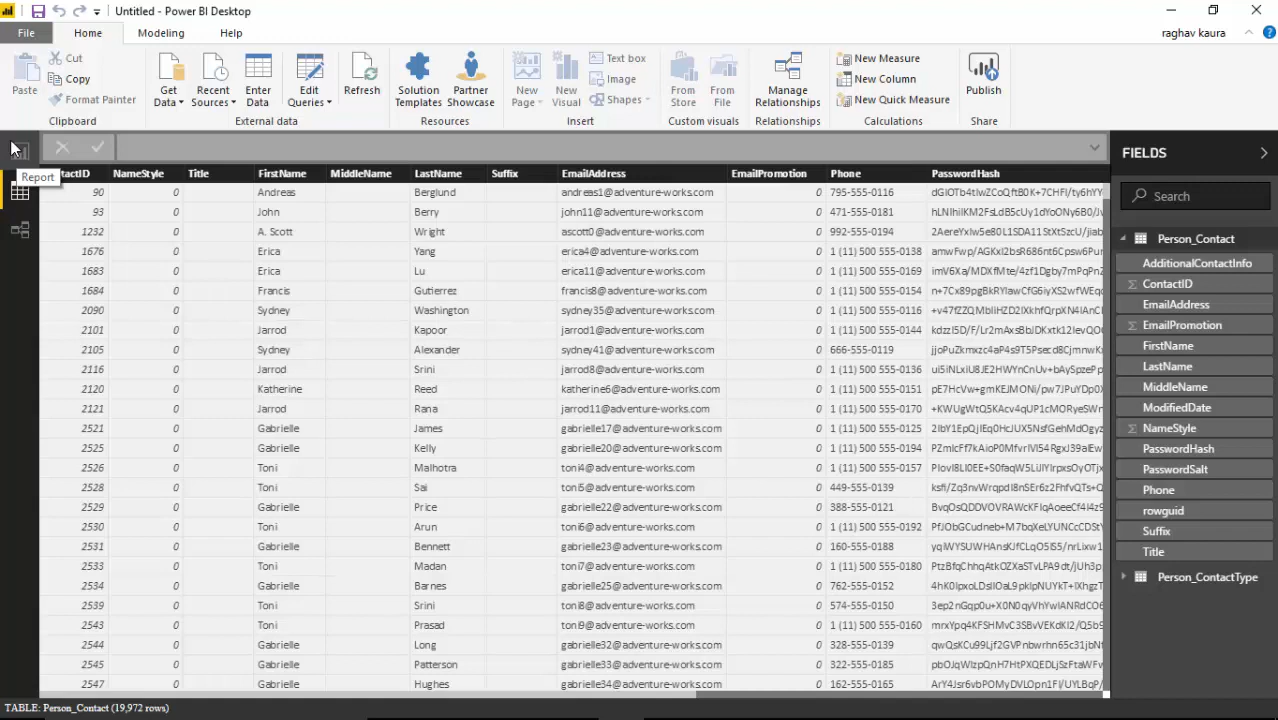 Untitled - Power BI Desktop
File Home Modeling Help raghav kaura
Cut
Copy
Format Painter
Paste
Clipboard
Get Data
Recent Sources
Enter Data
Edit Queries
Refresh
External data
Solution Templates
Partner Showcase
Resources
New Page
New Visual
Text box
Image
Shapes
Insert
From Store
From File
Custom visuals
Manage Relationships
Relationships
New Measure
New Column
New Quick Measure
Calculations
Publish
Share
Report
NameStyle Title FirstName MiddleName LastName Suffix EmailAddress EmailPromotion Phone PasswordHash
90 0 Andreas Berglund andreas1@adventure-works.com 0 795-555-0116
93 0 John Berry john11@adventure-works.com 0 471-555-0181
1232 0 A. Scott Wright ascott0@adventure-works.com 0 992-555-0194
1676 0 Erica Yang erica4@adventure-works.com 0 1 (11) 500 555-0138
1683 0 Erica Lu erica11@adventure-works.com 0 1 (11) 500 555-0169
1684 0 Francis Gutierrez francis8@adventure-works.com 0 1 (11) 500 555-0154
2090 0 Sydney Washington sydney35@adventure-works.com 0 1 (11) 500 555-0116
2101 0 Jarrod Kapoor jarrod1@adventure-works.com 0 1 (11) 500 555-0144
2105 0 Sydney Alexander sydney41@adventure-works.com 0 666-555-0119
2116 0 Jarrod Srini jarrod8@adventure-works.com 0 1 (11) 500 555-0136
2120 0 Katherine Reed katherine6@adventure-works.com 0 1 (11) 500 555-0151
2121 0 Jarrod Rana jarrod11@adventure-works.com 0 1 (11) 500 555-0170
2521 0 Gabrielle James gabrielle17@adventure-works.com 0 1 (11) 500 555-0125
2525 0 Gabrielle Kelly gabrielle20@adventure-works.com 0 1 (11) 500 555-0194
2526 0 Toni Malhotra toni4@adventure-works.com 0 1 (11) 500 555-0157
2528 0 Toni Sai toni5@adventure-works.com 0 449-555-0139
2529 0 Gabrielle Price gabrielle22@adventure-works.com 0 388-555-0121
2530 0 Toni Arun toni6@adventure-works.com 0 1 (11) 500 555-0192
2531 0 Gabrielle Bennett gabrielle23@adventure-works.com 0 160-555-0188
2533 0 Toni Madan toni7@adventure-works.com 0 1 (11) 500 555-0180
2534 0 Gabrielle Barnes gabrielle25@adventure-works.com 0 762-555-0152
2539 0 Toni Srini toni8@adventure-works.com 0 574-555-0150
2543 0 Toni Prasad toni9@adventure-works.com 0 1 (11) 500 555-0160
2544 0 Gabrielle Long gabrielle32@adventure-works.com 0 328-555-0139
2545 0 Gabrielle Patterson gabrielle33@adventure-works.com 0 322-555-0185
2547 0 Gabrielle Hughes gabrielle34@adventure-works.com 0 162-555-0165
FIELDS
Search
Person_Contact
AdditionalContactInfo
ContactID
EmailAddress
EmailPromotion
FirstName
LastName
MiddleName
ModifiedDate
NameStyle
PasswordHash
PasswordSalt
Phone
rowguid
Suffix
Title
Person_ContactType
TABLE: Person_Contact (19,972 rows)